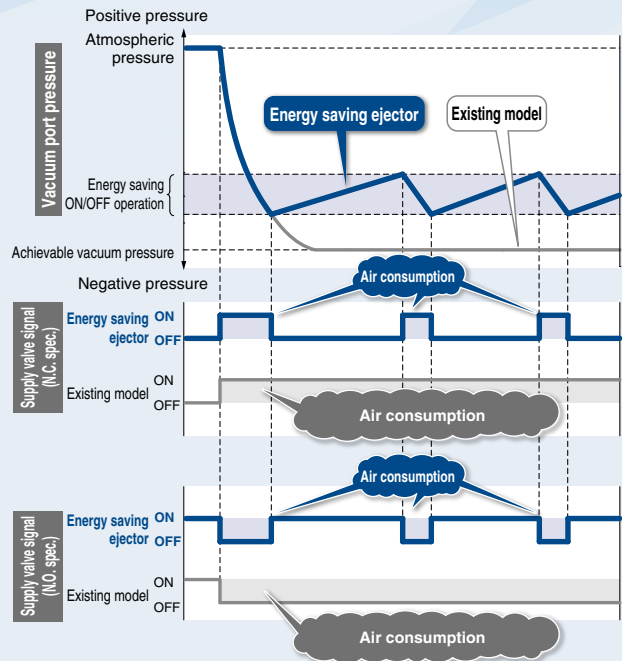 Positive pressure
Atmospheric
pressure
Vacuum port pressure
Energy saving ejector
Existing model
Energy saving
ON/OFF operation
Achievable vacuum pressure
Negative pressure
Air consumption
Supply valve signal
(N.C. spec.)
Energy saving
ejector
ON
OFF
Existing model
ON
OFF
Air consumption
Air consumption
Supply valve signal
(N.O. spec.)
Energy saving
ejector
ON
OFF
Existing model
ON
OFF
Air consumption